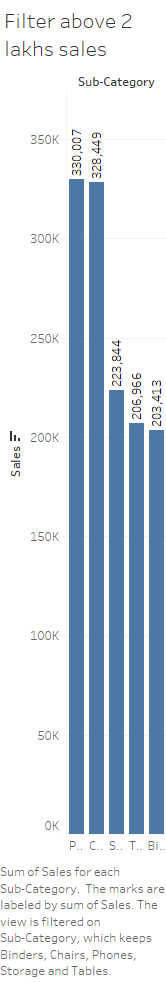 Filter above 2
lakhs sales
Sub-Category
350K
300K
250K
200K
150K
100K
50K
0K
Sales
330,007
328,449
223,844
206,966
203,413
P.. C.. S.. T.. Bi..
Sum of Sales for each
Sub-Category. The marks are
labeled by sum of Sales. The
view is filtered on
Sub-Category, which keeps
Binders, Chairs, Phones,
Storage and Tables.